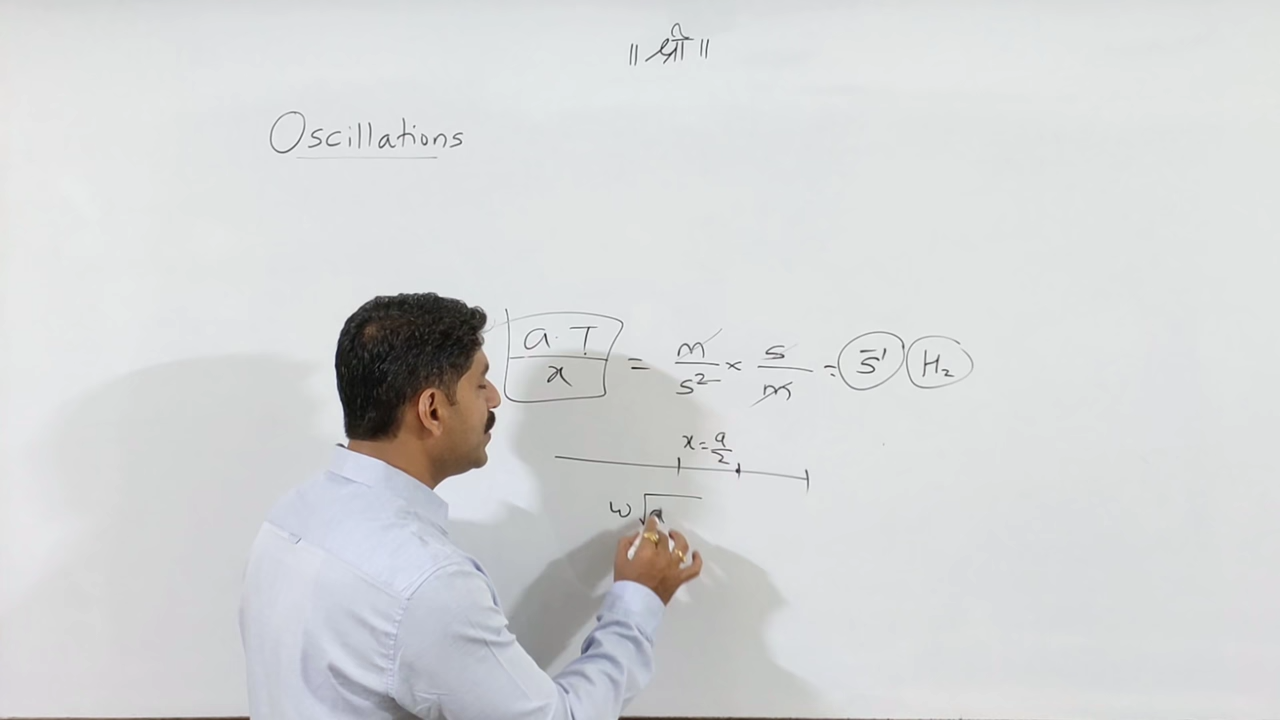 ॥ श्री ॥
Oscillations
a·T/x = m/s² × s/m = s⁻¹ Hz
x = a/2
ω√a